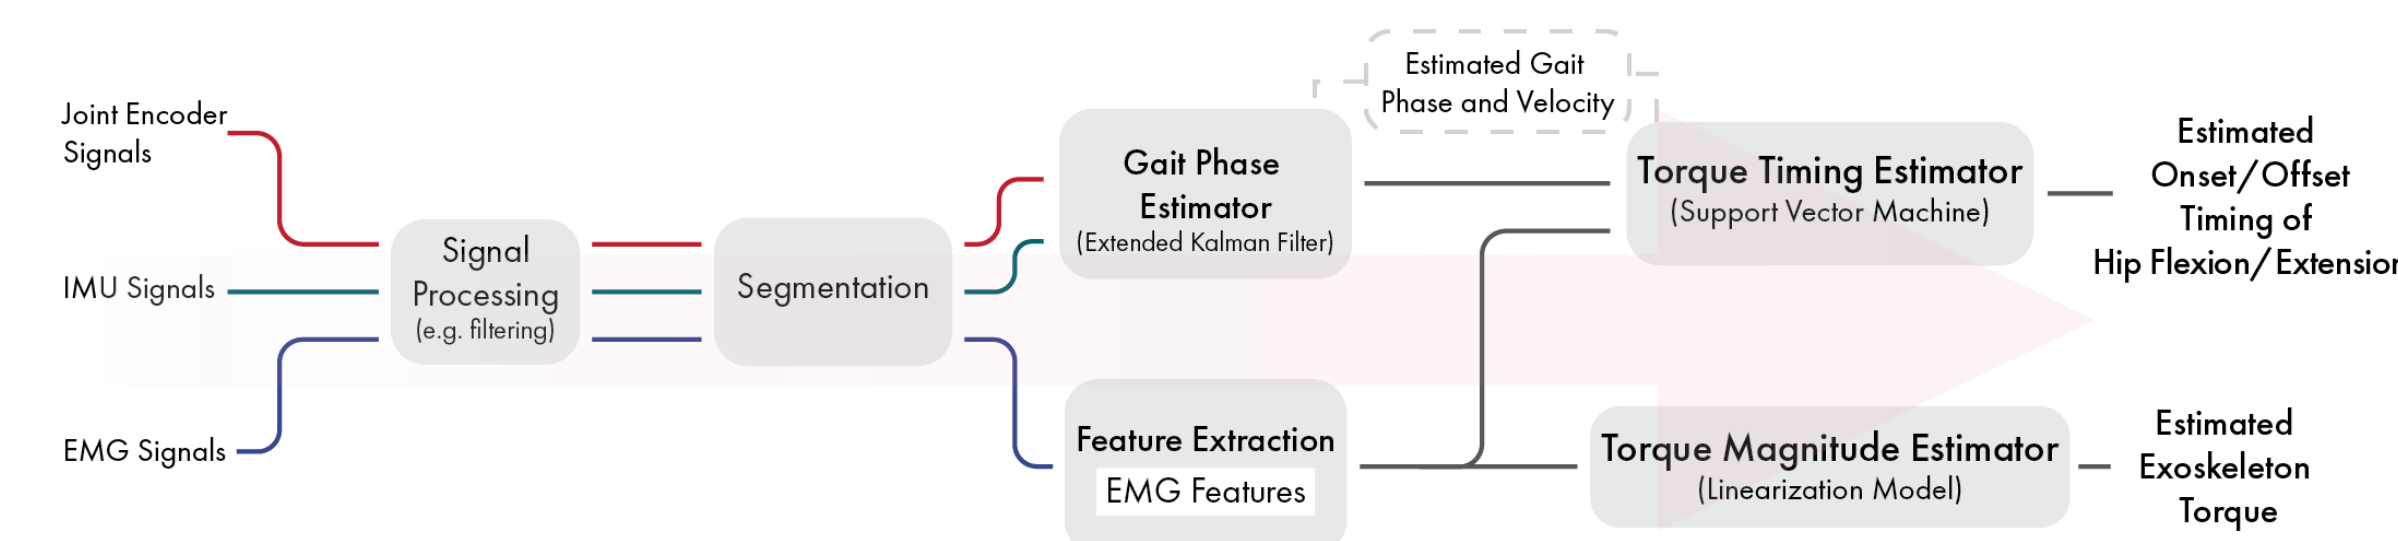 Joint Encoder
Signals
IMU Signals
EMG Signals
Signal
Processing
(e.g. filtering)
Segmentation
Gait Phase
Estimator
(Extended Kalman Filter)
Feature Extraction
EMG Features
Estimated Gait
Phase and Velocity
Torque Timing Estimator
(Support Vector Machine)
Torque Magnitude Estimator
(Linearization Model)
Estimated
Onset/Offset
Timing of
Hip Flexion/Extension
Estimated
Exoskeleton
Torque